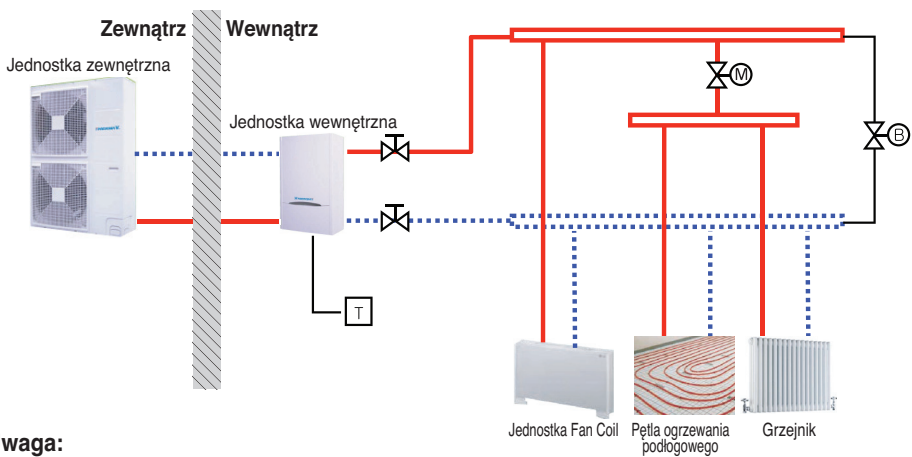 Zewnątrz
Wewnątrz
Jednostka zewnętrzna
Jednostka wewnętrzna
M
B
T
Jednostka Fan Coil
Pętla ogrzewania
podłogowego
Grzejnik
waga: